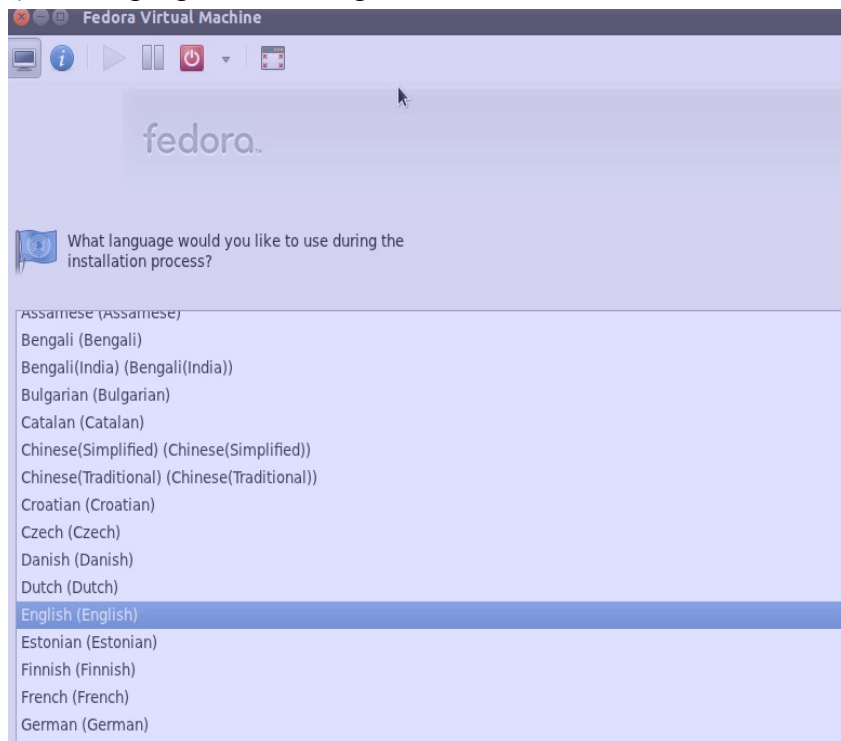 Fedora Virtual Machine
fedora
What language would you like to use during the
installation process?
Assamese (Assamese)
Bengali (Bengali)
Bengali(India) (Bengali(India))
Bulgarian (Bulgarian)
Catalan (Catalan)
Chinese(Simplified) (Chinese(Simplified))
Chinese(Traditional) (Chinese(Traditional))
Croatian (Croatian)
Czech (Czech)
Danish (Danish)
Dutch (Dutch)
English (English)
Estonian (Estonian)
Finnish (Finnish)
French (French)
German (German)